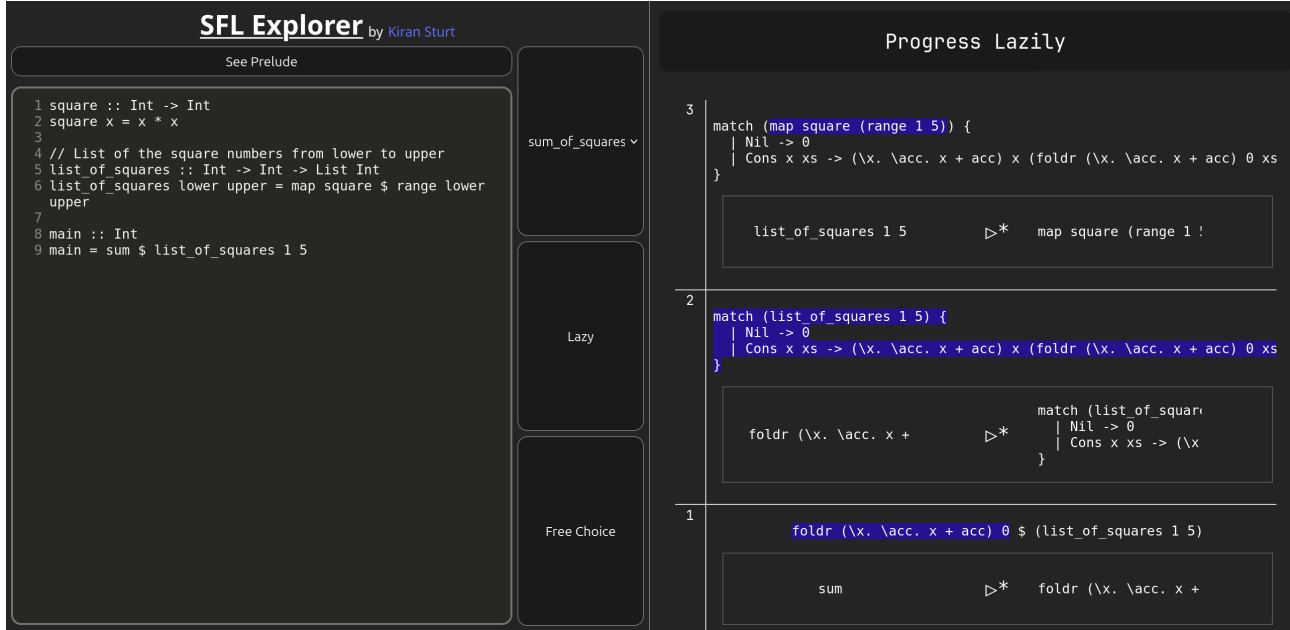 SFL Explorer by Kiran Sturt
See Prelude
1 square :: Int -> Int
2 square x = x * x
3
4 // List of the square numbers from lower to upper
5 list_of_squares :: Int -> Int -> List Int
6 list_of_squares lower upper = map square $ range lower
upper
7
8 main :: Int
9 main = sum $ list_of_squares 1 5
sum_of_squares
Lazy
Free Choice
Progress Lazily
3
match (map square (range 1 5)) {
| Nil -> 0
| Cons x xs -> (\x. \acc. x + acc) x (foldr (\x. \acc. x + acc) 0 xs
}
list_of_squares 1 5 ▷* map square (range 1
2
match (list_of_squares 1 5) {
| Nil -> 0
| Cons x xs -> (\x. \acc. x + acc) x (foldr (\x. \acc. x + acc) 0 xs
}
foldr (\x. \acc. x + ▷*
match (list_of_square
| Nil -> 0
| Cons x xs -> (\x
}
1
foldr (\x. \acc. x + acc) 0 $ (list_of_squares 1 5)
sum ▷* foldr (\x. \acc. x +